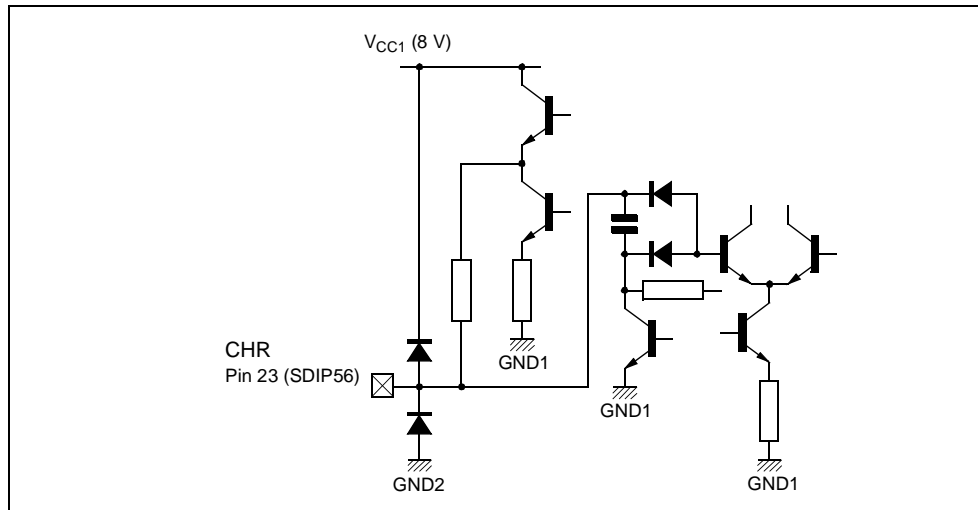 VCC1 (8 V)
CHR
Pin 23 (SDIP56)
GND1
GND1
GND2
GND1